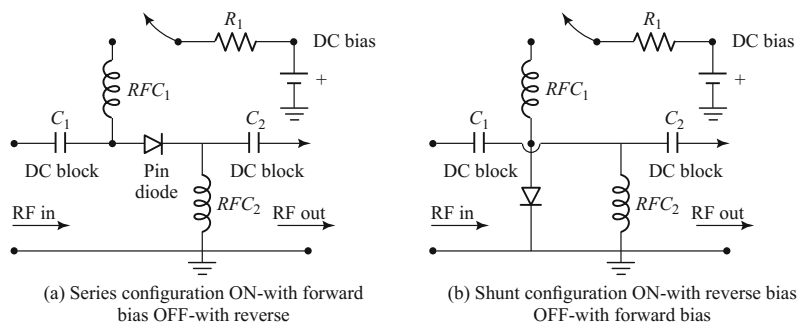 R1
DC bias
+
RFC1
C1
C2
DC block
Pin
diode
DC block
RFC2
RF in
RF out
(a) Series configuration ON-with forward
bias OFF-with reverse
R1
DC bias
+
RFC1
C1
C2
DC block
DC block
RFC2
RF in
RF out
(b) Shunt configuration ON-with reverse bias
OFF-with forward bias